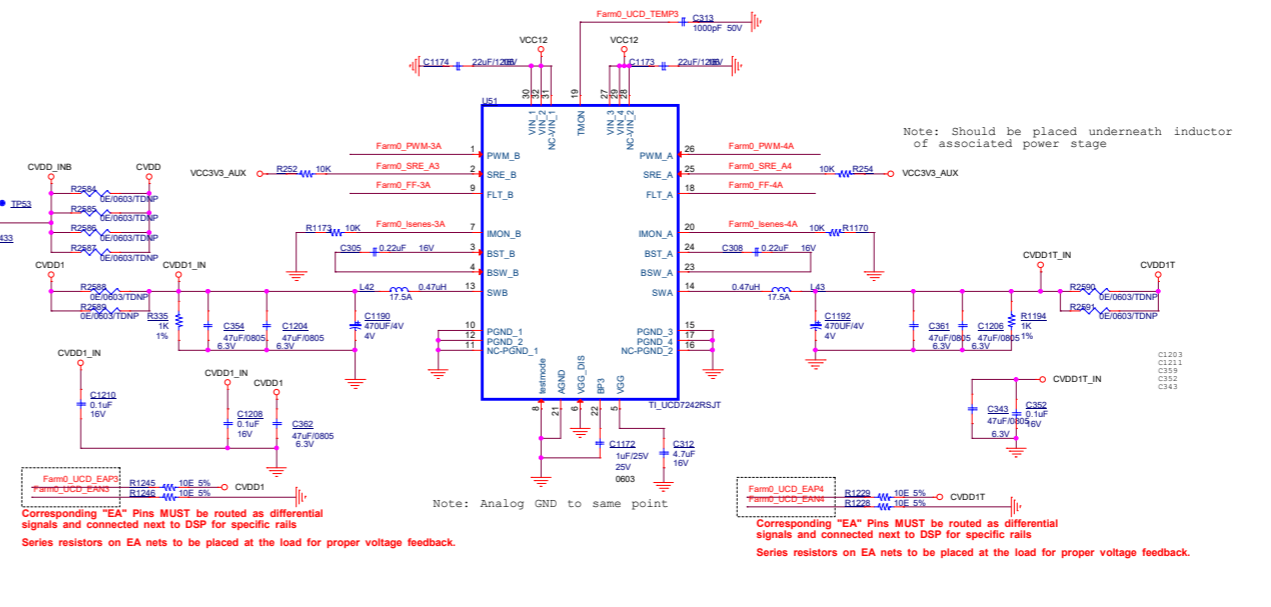 Farm0_UCD_TEMP3
C313
1000pF 50V
VCC12
VCC12
C1174
22uF/1206
C1173
22uF/1206
30
32
31
19
27
29
28
U51
VIN_1
VIN_2
NC-VIN_1
TMON
VIN_3
VIN_4
NC-VIN_2
Note: Should be placed underneath inductor
of associated power stage
Farm0_PWM-3A
1
PWM_B
PWM_A
26
Farm0_PWM-4A
VCC3V3_AUX
R252
10K
Farm0_SRE_A3
2
SRE_B
SRE_A
25
Farm0_SRE_A4
10K
R254
VCC3V3_AUX
Farm0_FF-3A
9
FLT_B
FLT_A
18
Farm0_FF-4A
CVDD_INB
CVDD
R2584
0E/0603/TDNP
TP53
R2585
0E/0603/TDNP
R2586
0E/0603/TDNP
433
R2587
0E/0603/TDNP
R1173
10K
Farm0_Isenes-3A
7
IMON_B
IMON_A
20
Farm0_Isenes-4A
10K
R1170
C305
0.22uF
16V
3
BST_B
BST_A
24
C308
0.22uF
16V
4
BSW_B
BSW_A
23
CVDD1
CVDD1_IN
CVDD1T_IN
CVDD1T
R2588
0E/0603/TDNP
R2589
0E/0603/TDNP
L42
0.47uH
17.5A
13
SWB
SWA
14
0.47uH
L43
17.5A
R2590
0E/0603/TDNP
R2591
0E/0603/TDNP
R335
1K
1%
C354
47uF/0805
6.3V
C1204
47uF/0805
6.3V
C1190
470UF/4V
4V
C1192
470UF/4V
4V
C361
47uF/0805
6.3V
C1206
47uF/0805
6.3V
R1194
1K
1%
10
PGND_1
12
PGND_2
11
NC-PGND_1
PGND_3
15
PGND_4
17
NC-PGND_2
16
testmode
AGND
VGG_DIS
BP3
VGG
8
21
6
22
5
TI_UCD7242RSJT
CVDD1_IN
C1210
0.1uF
16V
CVDD1_IN
C1208
0.1uF
16V
CVDD1
C362
47uF/0805
6.3V
C1172
1uF/25V
25V
0603
C312
4.7uF
16V
CVDD1T_IN
C343
47uF/0805
6.3V
C352
0.1uF
16V
C1203
C1211
C359
C352
C343
Farm0_UCD_EAP3
R1245
10E 5%
CVDD1
Farm0_UCD_EAN3
R1246
10E 5%
Corresponding "EA" Pins MUST be routed as differential
signals and connected next to DSP for specific rails
Series resistors on EA nets to be placed at the load for proper voltage feedback.
Note: Analog GND to same point
Farm0_UCD_EAP4
R1229
10E 5%
CVDD1T
Farm0_UCD_EAN4
R1228
10E 5%
Corresponding "EA" Pins MUST be routed as differential
signals and connected next to DSP for specific rails
Series resistors on EA nets to be placed at the load for proper voltage feedback.